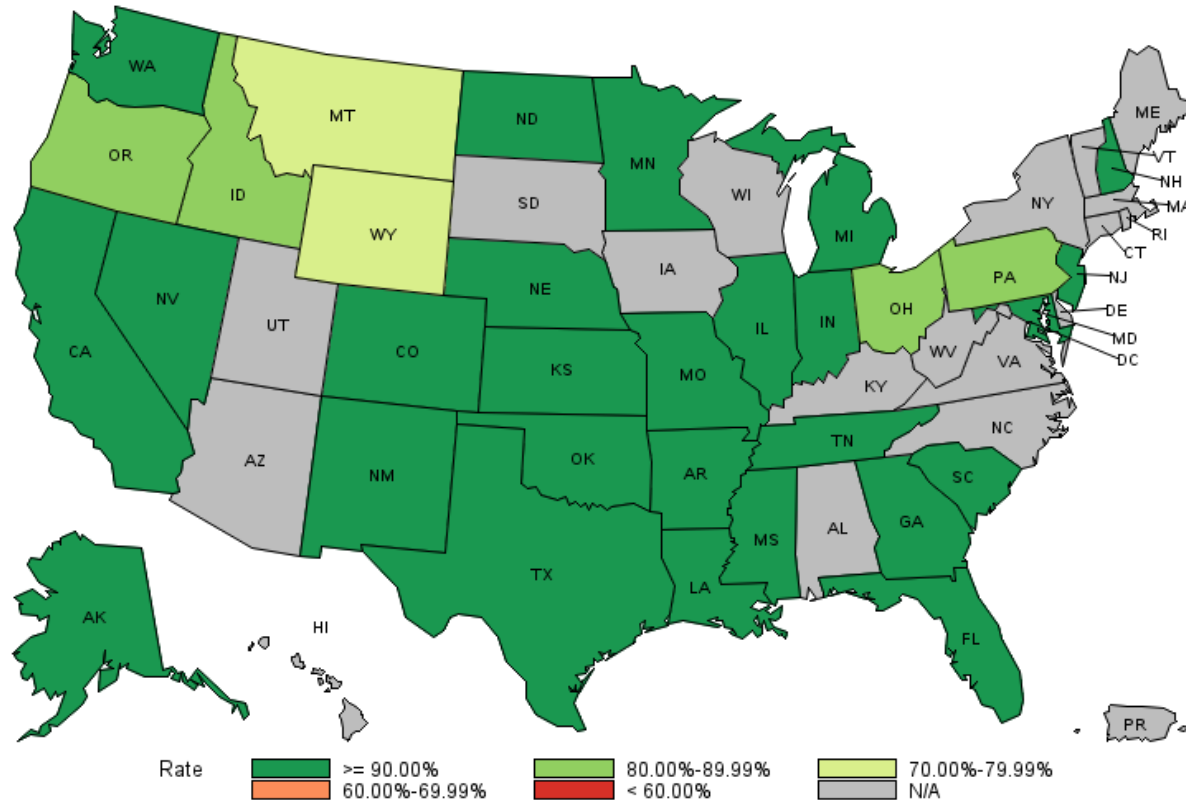 WA
MT
ND
MN
ME
OR
ID
SD
WI
VT
NH
WY
MI
NY
MA
RI
CT
NV
UT
NE
IA
PA
NJ
CA
CO
IL
IN
OH
DE
MD
DC
KS
MO
WV
VA
KY
AZ
NM
OK
AR
TN
NC
SC
TX
LA
MS
AL
GA
AK
HI
FL
PR
Rate >= 90.00% 80.00%-89.99% 70.00%-79.99%
60.00%-69.99% < 60.00% N/A